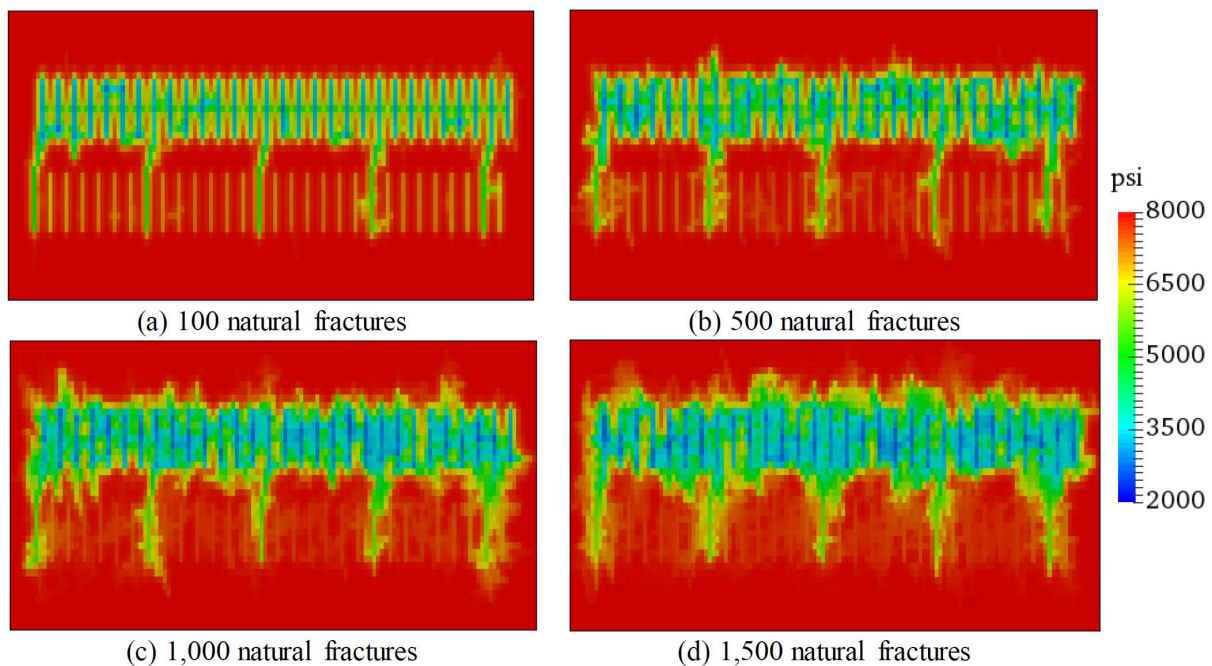 (a) 100 natural fractures
(b) 500 natural fractures
psi
8000
6500
5000
3500
2000
(c) 1,000 natural fractures
(d) 1,500 natural fractures